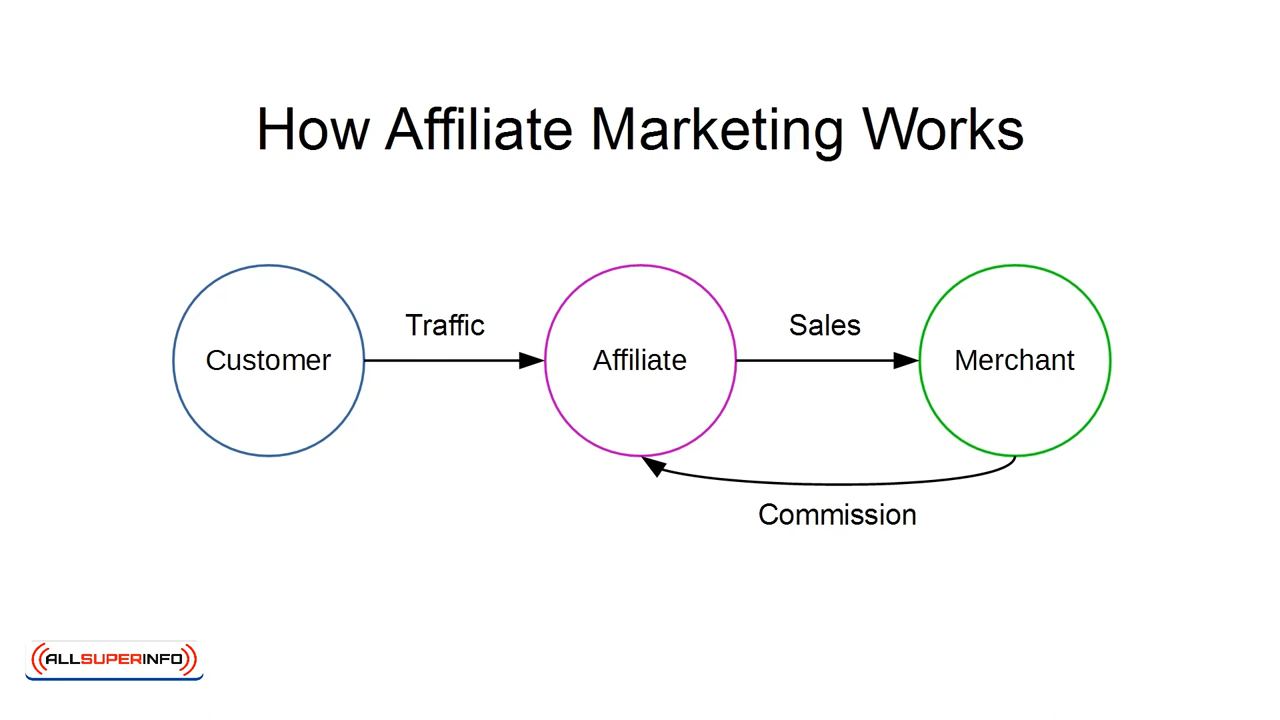 How Affiliate Marketing Works
Traffic
Sales
Customer
Affiliate
Merchant
Commission
ALLSUPERINFO